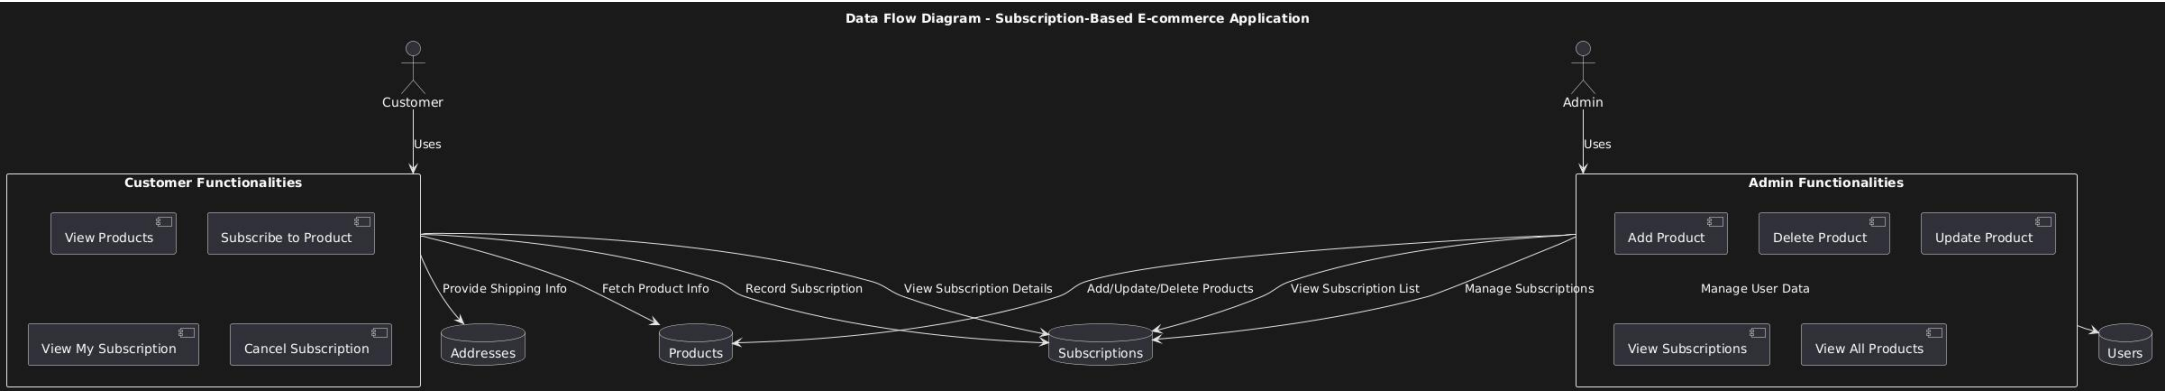 Data Flow Diagram - Subscription-Based E-commerce Application
Customer
Admin
Uses
Uses
Customer Functionalities
View Products
Subscribe to Product
View My Subscription
Cancel Subscription
Admin Functionalities
Add Product
Delete Product
Update Product
Manage User Data
View Subscriptions
View All Products
Provide Shipping Info
Fetch Product Info
Record Subscription
View Subscription Details
Add/Update/Delete Products
View Subscription List
Manage Subscriptions
Addresses
Products
Subscriptions
Users